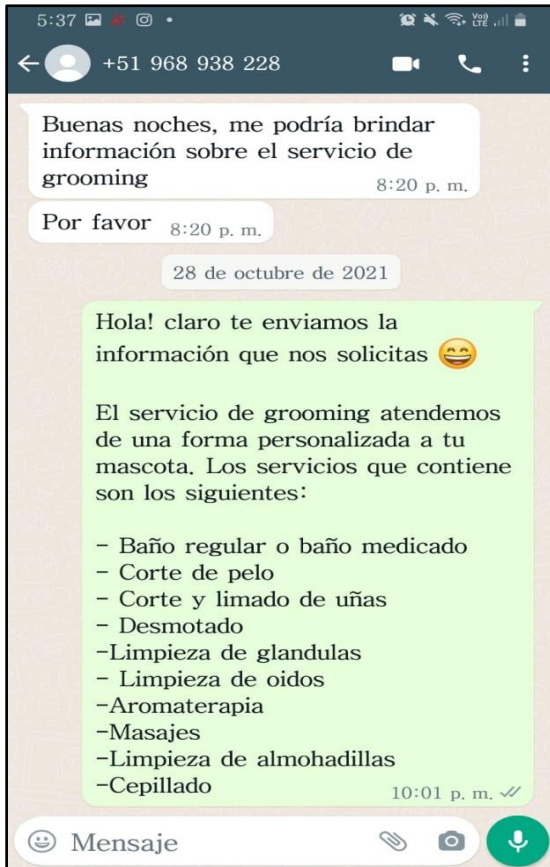 5:37
Vo))
LTE
+51 968 938 228
Buenas noches, me podría brindar
información sobre el servicio de
grooming
8:20 p. m.
Por favor 8:20 p. m.
28 de octubre de 2021
Hola! claro te enviamos la
información que nos solicitas 😄
El servicio de grooming atendemos
de una forma personalizada a tu
mascota. Los servicios que contiene
son los siguientes:
- Baño regular o baño medicado
- Corte de pelo
- Corte y limado de uñas
- Desmotado
-Limpieza de glandulas
- Limpieza de oidos
-Aromaterapia
-Masajes
-Limpieza de almohadillas
-Cepillado
10:01 p. m.
Mensaje